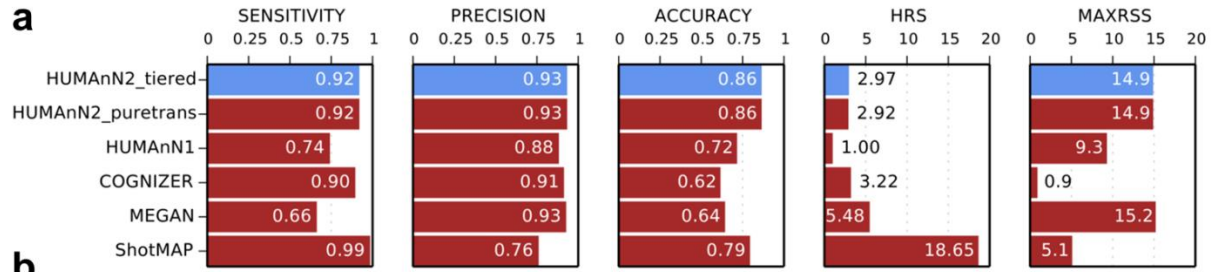 a
SENSITIVITY PRECISION ACCURACY HRS MAXRSS
0 0.25 0.5 0.75 1 0 0.25 0.5 0.75 1 0 0.25 0.5 0.75 1 0 5 10 15 20 0 5 10 15 20
HUMAnN2_tiered 0.92 0.93 0.86 2.97 14.9
HUMAnN2_puretrans 0.92 0.93 0.86 2.92 14.9
HUMAnN1 0.74 0.88 0.72 1.00 9.3
COGNIZER 0.90 0.91 0.62 3.22 0.9
MEGAN 0.66 0.93 0.64 5.48 15.2
ShotMAP 0.99 0.76 0.79 18.65 5.1
b